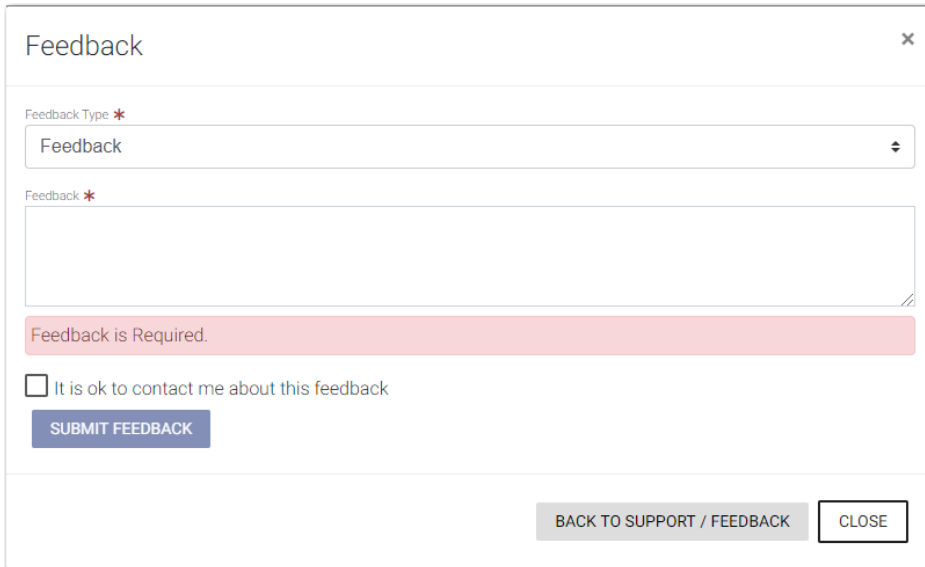 Feedback
×
Feedback Type *
Feedback
Feedback *
Feedback is Required.
It is ok to contact me about this feedback
SUBMIT FEEDBACK
BACK TO SUPPORT / FEEDBACK CLOSE